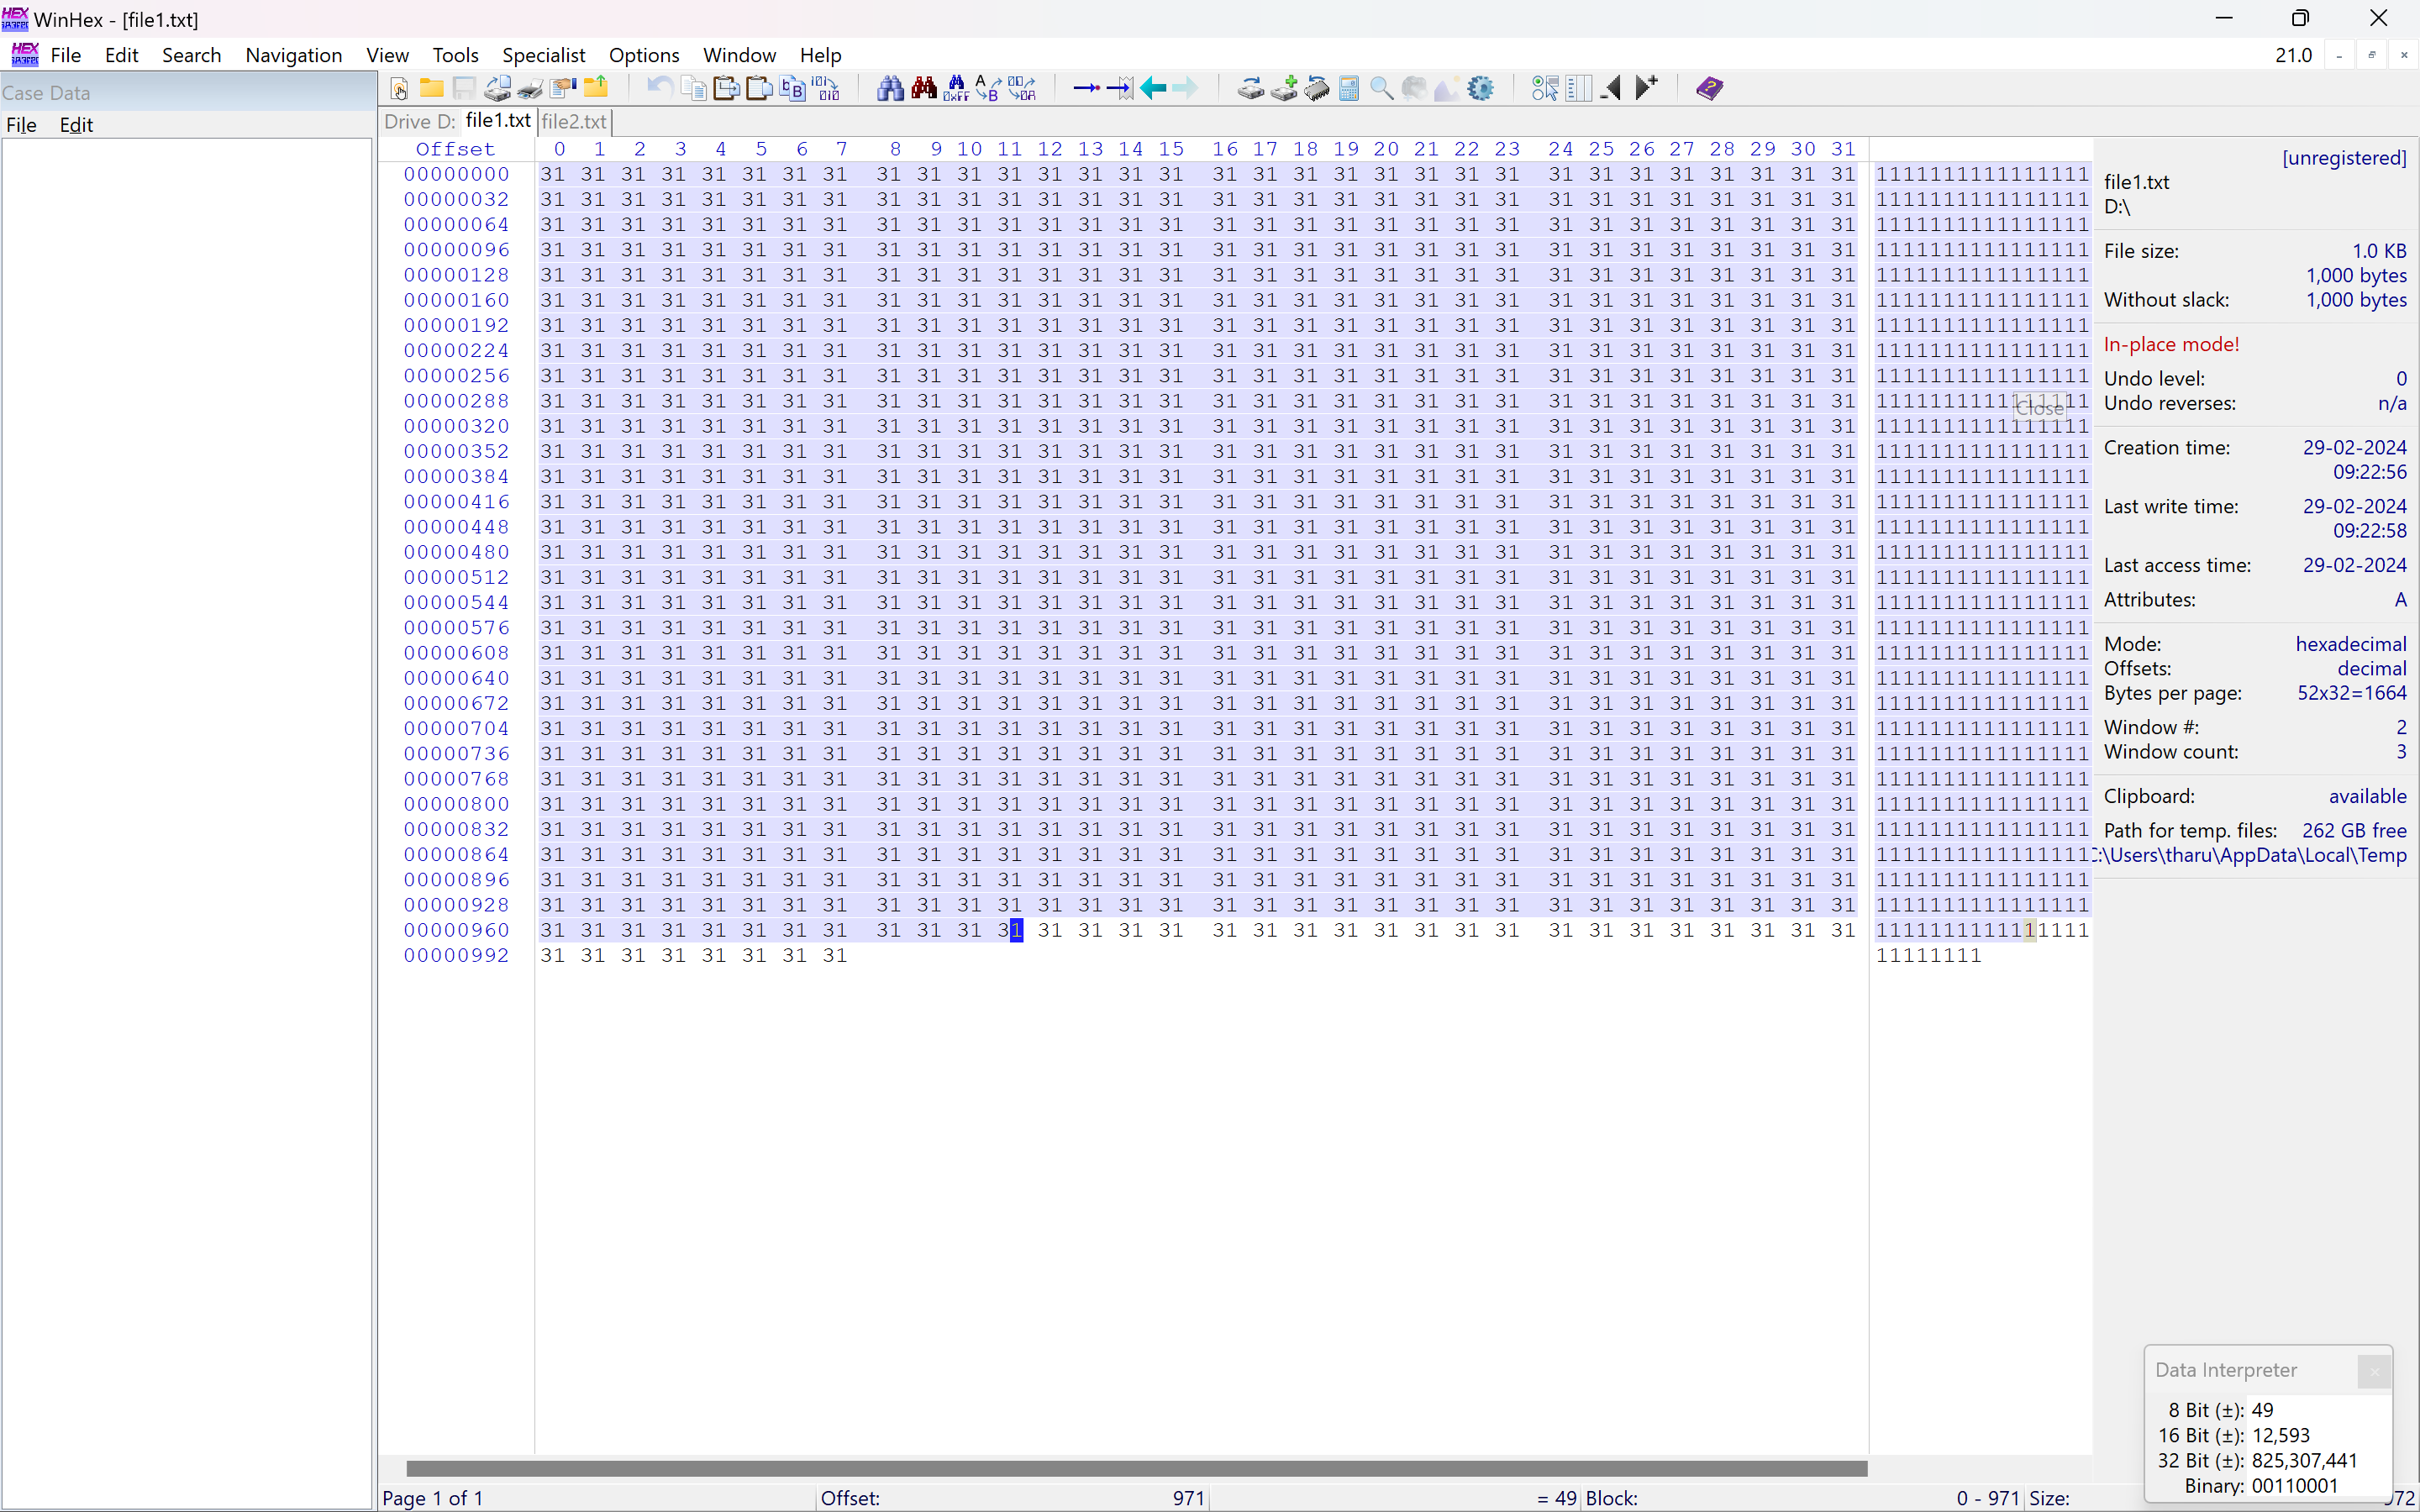 WinHex - [file1.txt]
File Edit Search Navigation View Tools Specialist Options Window Help 21.0
Case Data
File Edit
Drive D: file1.txt file2.txt
Offset 0 1 2 3 4 5 6 7 8 9 10 11 12 13 14 15 16 17 18 19 20 21 22 23 24 25 26 27 28 29 30 31
00000000 31 31 31 31 31 31 31 31 31 31 31 31 31 31 31 31 31 31 31 31 31 31 31 31 31 31 31 31 31 31 31 31 1111111111111111
00000032 31 31 31 31 31 31 31 31 31 31 31 31 31 31 31 31 31 31 31 31 31 31 31 31 31 31 31 31 31 31 31 31 1111111111111111
00000064 31 31 31 31 31 31 31 31 31 31 31 31 31 31 31 31 31 31 31 31 31 31 31 31 31 31 31 31 31 31 31 31 1111111111111111
00000096 31 31 31 31 31 31 31 31 31 31 31 31 31 31 31 31 31 31 31 31 31 31 31 31 31 31 31 31 31 31 31 31 1111111111111111
00000128 31 31 31 31 31 31 31 31 31 31 31 31 31 31 31 31 31 31 31 31 31 31 31 31 31 31 31 31 31 31 31 31 1111111111111111
00000160 31 31 31 31 31 31 31 31 31 31 31 31 31 31 31 31 31 31 31 31 31 31 31 31 31 31 31 31 31 31 31 31 1111111111111111
00000192 31 31 31 31 31 31 31 31 31 31 31 31 31 31 31 31 31 31 31 31 31 31 31 31 31 31 31 31 31 31 31 31 1111111111111111
00000224 31 31 31 31 31 31 31 31 31 31 31 31 31 31 31 31 31 31 31 31 31 31 31 31 31 31 31 31 31 31 31 31 1111111111111111
00000256 31 31 31 31 31 31 31 31 31 31 31 31 31 31 31 31 31 31 31 31 31 31 31 31 31 31 31 31 31 31 31 31 1111111111111111
00000288 31 31 31 31 31 31 31 31 31 31 31 31 31 31 31 31 31 31 31 31 31 31 31 31 31 31 31 31 31 31 31 31 1111111111111111
Close
00000320 31 31 31 31 31 31 31 31 31 31 31 31 31 31 31 31 31 31 31 31 31 31 31 31 31 31 31 31 31 31 31 31 1111111111111111
00000352 31 31 31 31 31 31 31 31 31 31 31 31 31 31 31 31 31 31 31 31 31 31 31 31 31 31 31 31 31 31 31 31 1111111111111111
00000384 31 31 31 31 31 31 31 31 31 31 31 31 31 31 31 31 31 31 31 31 31 31 31 31 31 31 31 31 31 31 31 31 1111111111111111
00000416 31 31 31 31 31 31 31 31 31 31 31 31 31 31 31 31 31 31 31 31 31 31 31 31 31 31 31 31 31 31 31 31 1111111111111111
00000448 31 31 31 31 31 31 31 31 31 31 31 31 31 31 31 31 31 31 31 31 31 31 31 31 31 31 31 31 31 31 31 31 1111111111111111
00000480 31 31 31 31 31 31 31 31 31 31 31 31 31 31 31 31 31 31 31 31 31 31 31 31 31 31 31 31 31 31 31 31 1111111111111111
00000512 31 31 31 31 31 31 31 31 31 31 31 31 31 31 31 31 31 31 31 31 31 31 31 31 31 31 31 31 31 31 31 31 1111111111111111
00000544 31 31 31 31 31 31 31 31 31 31 31 31 31 31 31 31 31 31 31 31 31 31 31 31 31 31 31 31 31 31 31 31 1111111111111111
00000576 31 31 31 31 31 31 31 31 31 31 31 31 31 31 31 31 31 31 31 31 31 31 31 31 31 31 31 31 31 31 31 31 1111111111111111
00000608 31 31 31 31 31 31 31 31 31 31 31 31 31 31 31 31 31 31 31 31 31 31 31 31 31 31 31 31 31 31 31 31 1111111111111111
00000640 31 31 31 31 31 31 31 31 31 31 31 31 31 31 31 31 31 31 31 31 31 31 31 31 31 31 31 31 31 31 31 31 1111111111111111
00000672 31 31 31 31 31 31 31 31 31 31 31 31 31 31 31 31 31 31 31 31 31 31 31 31 31 31 31 31 31 31 31 31 1111111111111111
00000704 31 31 31 31 31 31 31 31 31 31 31 31 31 31 31 31 31 31 31 31 31 31 31 31 31 31 31 31 31 31 31 31 1111111111111111
00000736 31 31 31 31 31 31 31 31 31 31 31 31 31 31 31 31 31 31 31 31 31 31 31 31 31 31 31 31 31 31 31 31 1111111111111111
00000768 31 31 31 31 31 31 31 31 31 31 31 31 31 31 31 31 31 31 31 31 31 31 31 31 31 31 31 31 31 31 31 31 1111111111111111
00000800 31 31 31 31 31 31 31 31 31 31 31 31 31 31 31 31 31 31 31 31 31 31 31 31 31 31 31 31 31 31 31 31 1111111111111111
00000832 31 31 31 31 31 31 31 31 31 31 31 31 31 31 31 31 31 31 31 31 31 31 31 31 31 31 31 31 31 31 31 31 1111111111111111
00000864 31 31 31 31 31 31 31 31 31 31 31 31 31 31 31 31 31 31 31 31 31 31 31 31 31 31 31 31 31 31 31 31 1111111111111111
00000896 31 31 31 31 31 31 31 31 31 31 31 31 31 31 31 31 31 31 31 31 31 31 31 31 31 31 31 31 31 31 31 31 1111111111111111
00000928 31 31 31 31 31 31 31 31 31 31 31 31 31 31 31 31 31 31 31 31 31 31 31 31 31 31 31 31 31 31 31 31 1111111111111111
00000960 31 31 31 31 31 31 31 31 31 31 31 31 31 31 31 31 31 31 31 31 31 31 31 31 31 31 31 31 31 31 31 31 1111111111111111
00000992 31 31 31 31 31 31 31 31 11111111
[unregistered]
file1.txt
D:\
File size: 1.0 KB
1,000 bytes
Without slack: 1,000 bytes
In-place mode!
Undo level: 0
Undo reverses: n/a
Creation time: 29-02-2024
09:22:56
Last write time: 29-02-2024
09:22:58
Last access time: 29-02-2024
Attributes: A
Mode: hexadecimal
Offsets: decimal
Bytes per page: 52x32=1664
Window #: 2
Window count: 3
Clipboard: available
Path for temp. files: 262 GB free
:\Users\tharu\AppData\Local\Temp
Data Interpreter
8 Bit (±): 49
16 Bit (±): 12,593
32 Bit (±): 825,307,441
Binary: 00110001
Page 1 of 1 Offset: 971 = 49 Block: 0 - 971 Size: 72